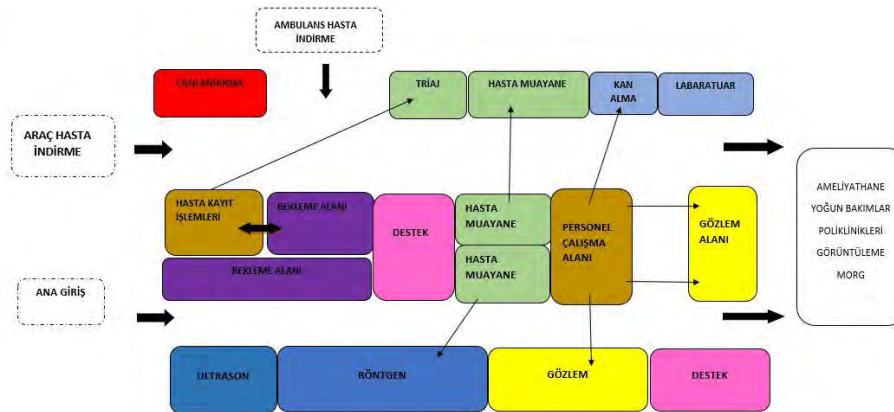 AMBULANS HASTA
İNDİRME
CANLANDIRMA
TRİAJ
HASTA MUAYANE
KAN
ALMA
LABARATUAR
ARAÇ HASTA
İNDİRME
HASTA KAYIT
İŞLEMLERİ
BEKLEME ALANI
DESTEK
HASTA
MUAYANE
PERSONEL
ÇALIŞMA
ALANI
GÖZLEM
ALANI
AMELİYATHANE
YOĞUN BAKIMLAR
POLİKLİNİKLERİ
GÖRÜNTÜLEME
MORG
BEKLEME ALANI
HASTA
MUAYANE
ANA GİRİŞ
ULTRASON
RÖNTGEN
GÖZLEM
DESTEK